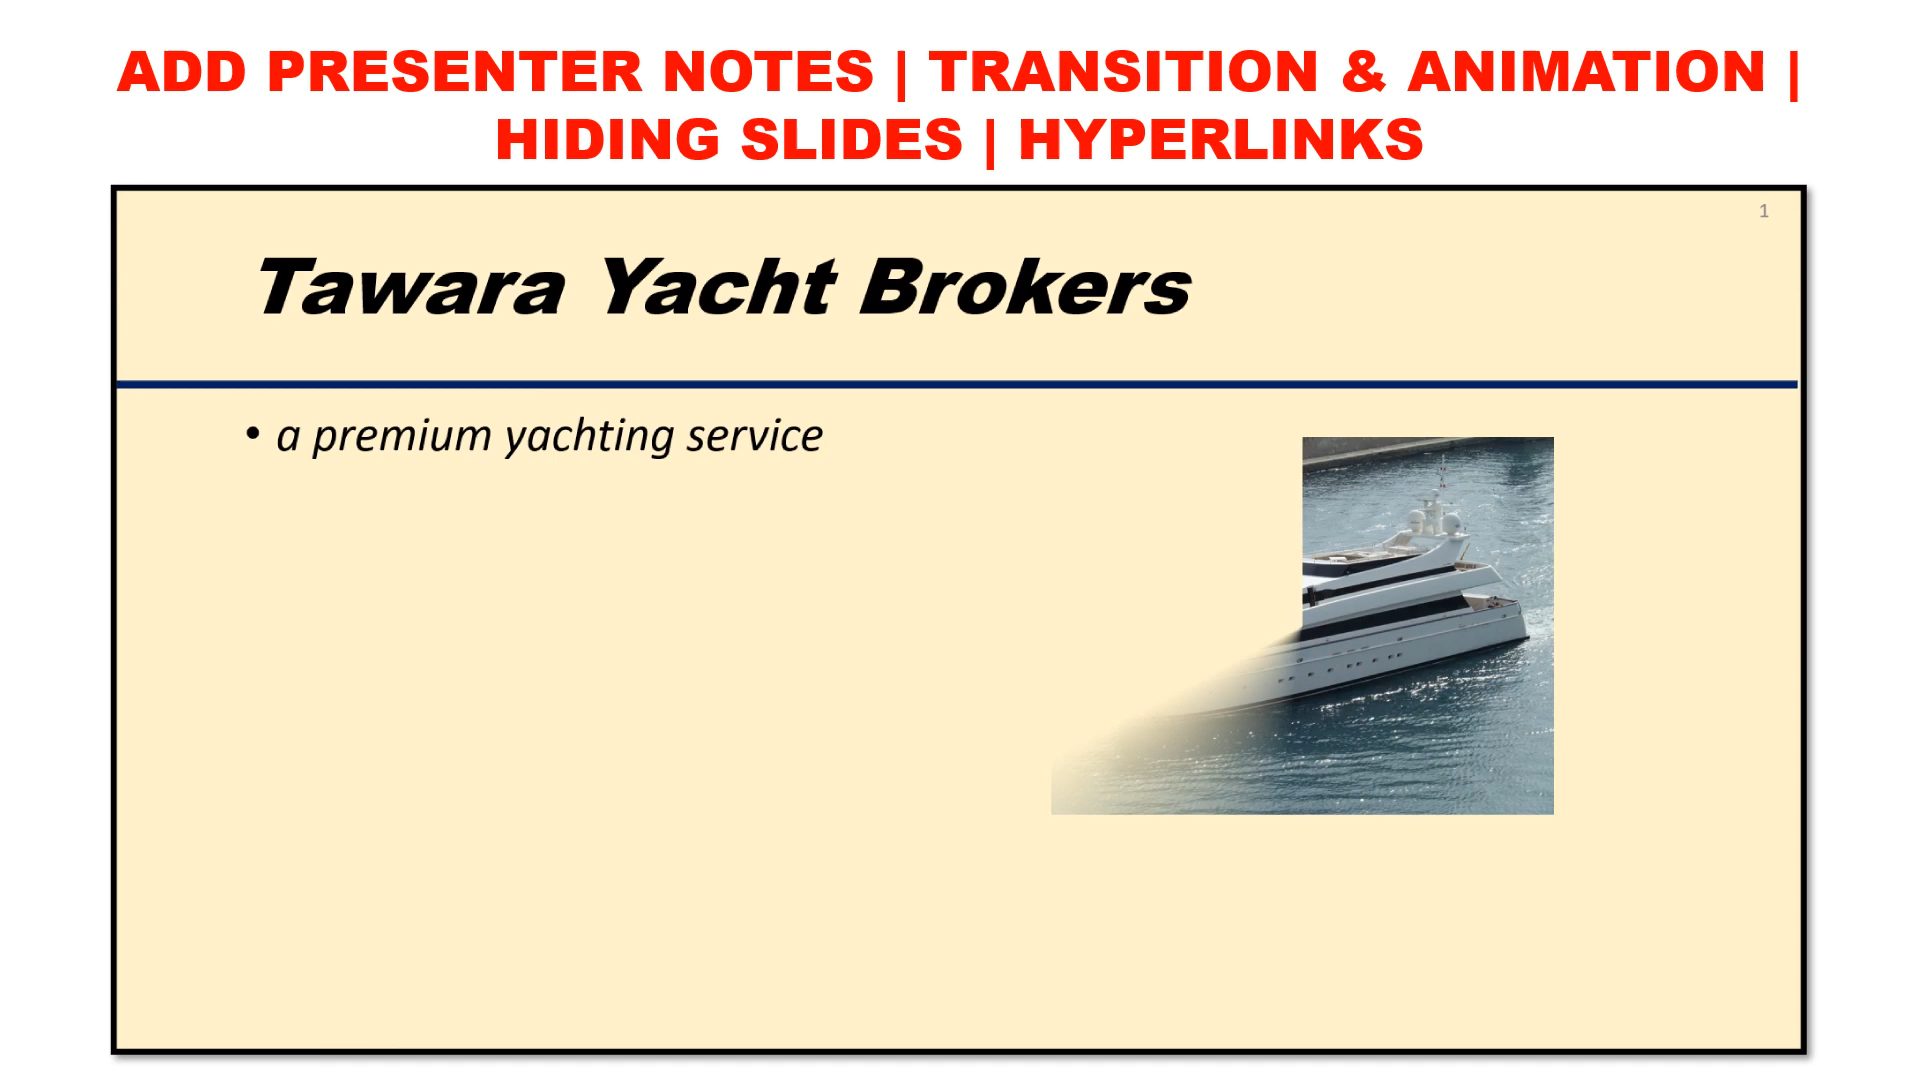 ADD PRESENTER NOTES | TRANSITION & ANIMATION |
HIDING SLIDES | HYPERLINKS
1
Tawara Yacht Brokers
• a premium yachting service